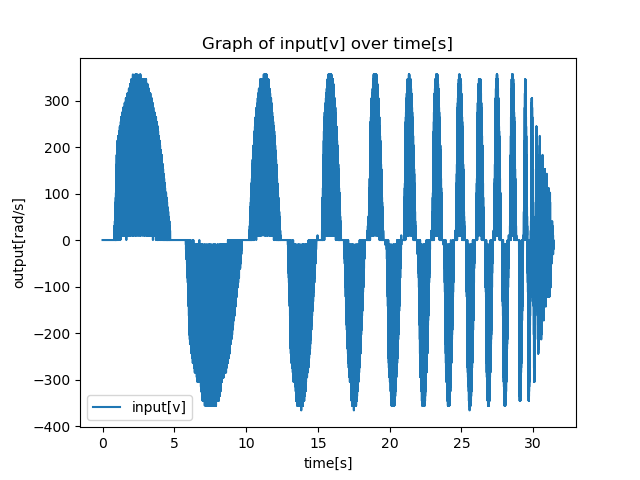 Graph of input[v] over time[s]
output[rad/s]
300
200
100
0
−100
−200
−300
−400
input[v]
0 5 10 15 20 25 30
time[s]